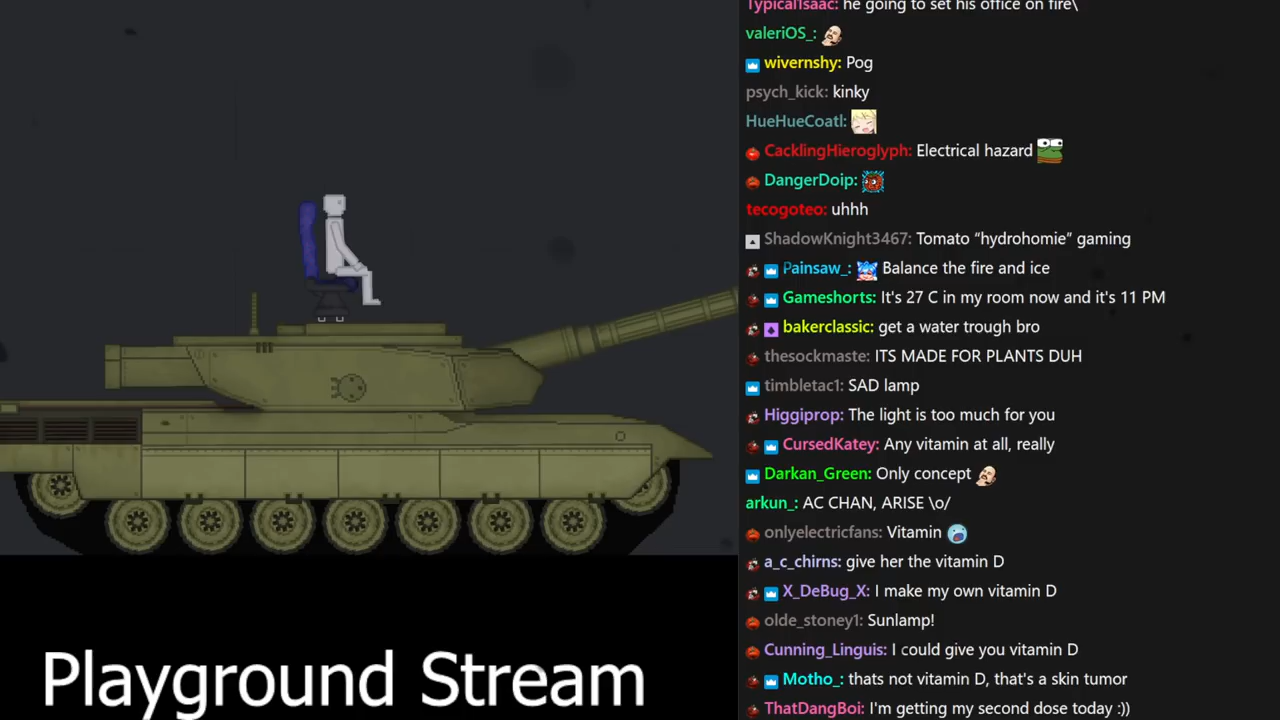 TypicalIsaac: he going to set his office on fire\
valeriOS_:
wivernshy: Pog
psych_kick: kinky
HueHueCoatl:
CacklingHieroglyph: Electrical hazard
DangerDoip:
tecogoteo: uhhh
ShadowKnight3467: Tomato “hydrohomie” gaming
Painsaw_: Balance the fire and ice
Gameshorts: It's 27 C in my room now and it's 11 PM
bakerclassic: get a water trough bro
thesockmaste: ITS MADE FOR PLANTS DUH
timbletac1: SAD lamp
Higgiprop: The light is too much for you
CursedKatey: Any vitamin at all, really
Darkan_Green: Only concept
arkun_: AC CHAN, ARISE \o/
onlyelectricfans: Vitamin
a_c_chirns: give her the vitamin D
X_DeBug_X: I make my own vitamin D
olde_stoney1: Sunlamp!
Cunning_Linguis: I could give you vitamin D
Motho_: thats not vitamin D, that's a skin tumor
ThatDangBoi: I'm getting my second dose today :))
Playground Stream